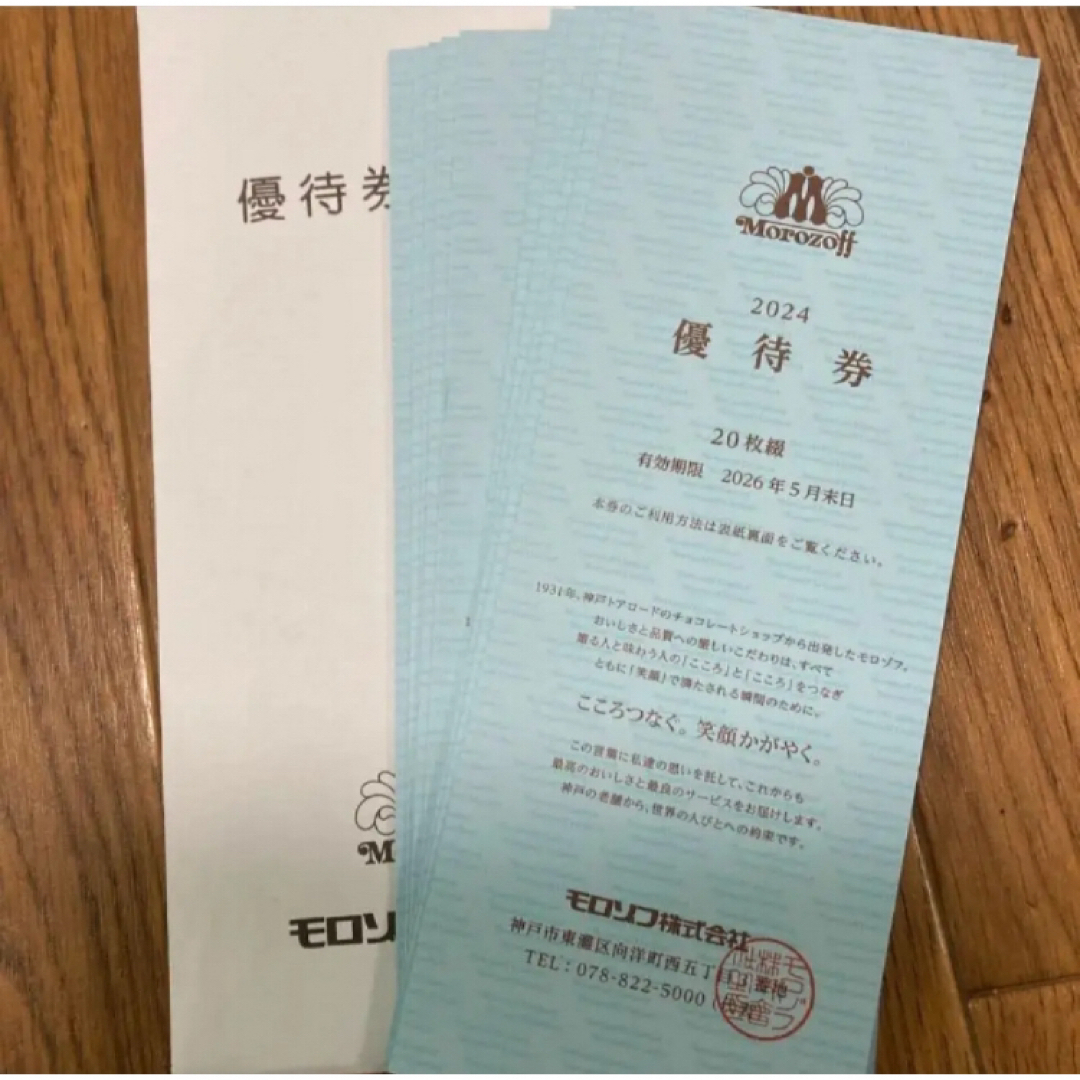 優待券
モロゾ
Morozoff
2024
優待券
20枚綴
有効期限 2026年5月末日
本券のご利用方法は表紙裏面をご覧ください。
1931年、神戸トアロードのチョコレートショップから出発したモロゾフ。
おいしさと品質への厳しいこだわりは、すべて
贈る人と味わう人の「こころ」と「こころ」をつなぎ
ともに「笑顔」で満たされる瞬間のために。
こころつなぐ。笑顔かがやく。
この言葉に私達の思いを託して、これからも
最高のおいしさと最良のサービスをお届けします。
神戸の老舗から、世界の人びとへの約束です。
モロゾフ株式会社
神戸市東灘区向洋町西五丁目3番地
TEL:078-822-5000